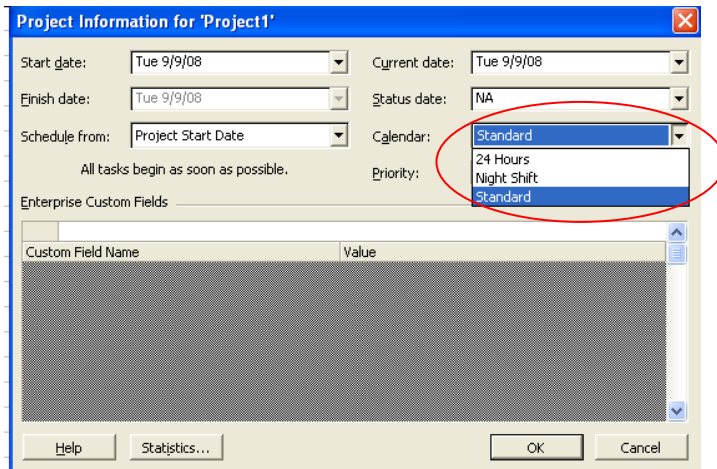 Project Information for 'Project1'
Start date: Tue 9/9/08 Current date: Tue 9/9/08
Finish date: Tue 9/9/08 Status date: NA
Schedule from: Project Start Date Calendar: Standard
24 Hours
All tasks begin as soon as possible. Priority: Night Shift
Standard
Enterprise Custom Fields
Custom Field Name Value
Help Statistics... OK Cancel